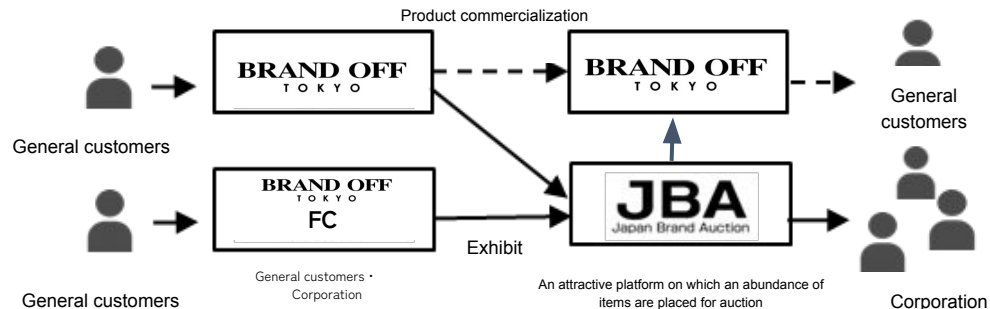 Product commercialization
BRAND OFF
TOKYO
BRAND OFF
TOKYO
General
customers
General customers
BRAND OFF
TOKYO
FC
Exhibit
JBA
Japan Brand Auction
General customers・
Corporation
An attractive platform on which an abundance of
items are placed for auction
General customers
Corporation